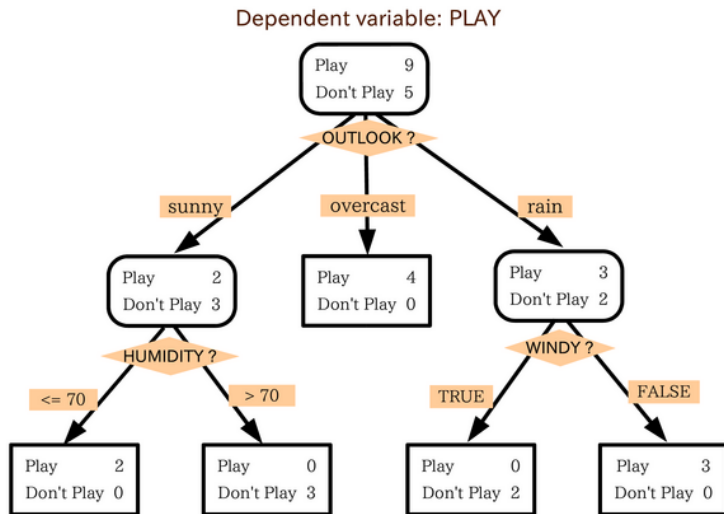 Dependent variable: PLAY
Play 9
Don't Play 5
OUTLOOK ?
sunny
overcast
rain
Play 2
Don't Play 3
Play 4
Don't Play 0
Play 3
Don't Play 2
HUMIDITY ?
WINDY ?
<= 70
> 70
TRUE
FALSE
Play 2
Don't Play 0
Play 0
Don't Play 3
Play 0
Don't Play 2
Play 3
Don't Play 0